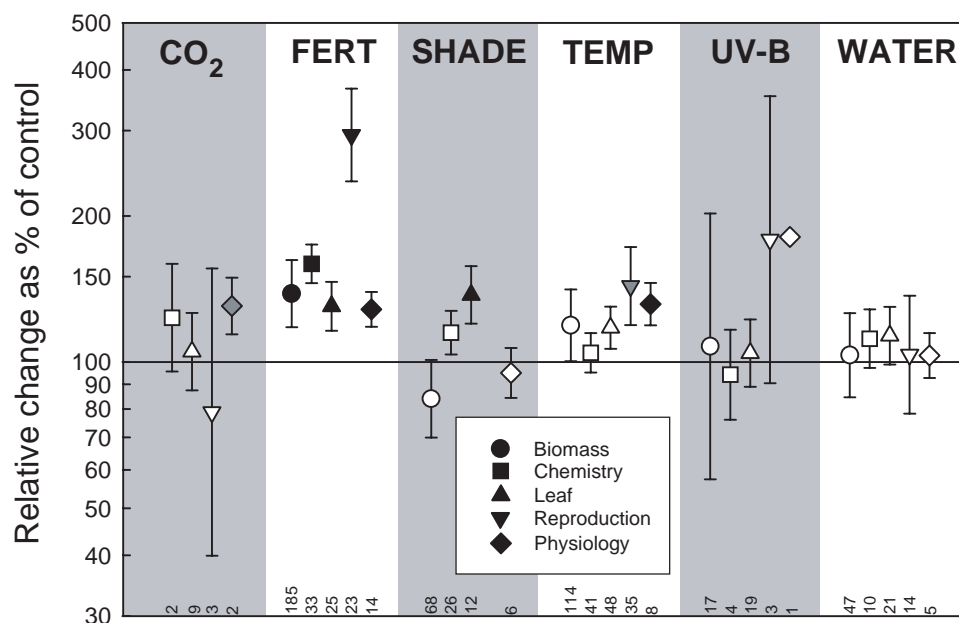 Relative change as % of control
500
400
300
200
150
100
90
80
70
60
50
40
30
CO2 FERT SHADE TEMP UV-B WATER
Biomass
Chemistry
Leaf
Reproduction
Physiology
2 9 3 2 185 33 25 23 14 68 26 12 6 114 41 48 35 8 17 4 19 3 1 47 10 21 14 5